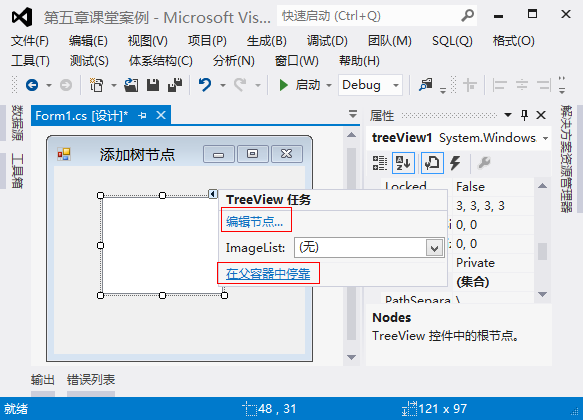 第五章课堂案例 - Microsoft Vis...
快速启动 (Ctrl+Q)
文件(F) 编辑(E) 视图(V) 项目(P) 生成(B) 调试(D) 团队(M) SQL(Q) 格式(O)
工具(T) 测试(S) 体系结构(C) 分析(N) 窗口(W) 帮助(H)
启动 Debug
数据源 工具箱
Form1.cs [设计]*
添加树节点
TreeView 任务
编辑节点...
ImageList: (无)
在父容器中停靠
属性
treeView1 System.Windows
Locked False
3, 3, 3, 3
0, 0
0, 0
Private
(集合)
PathSepara \
Nodes
TreeView 控件中的根节点。
解决方案资源管理器
输出 错误列表
就绪 48 , 31 121 x 97